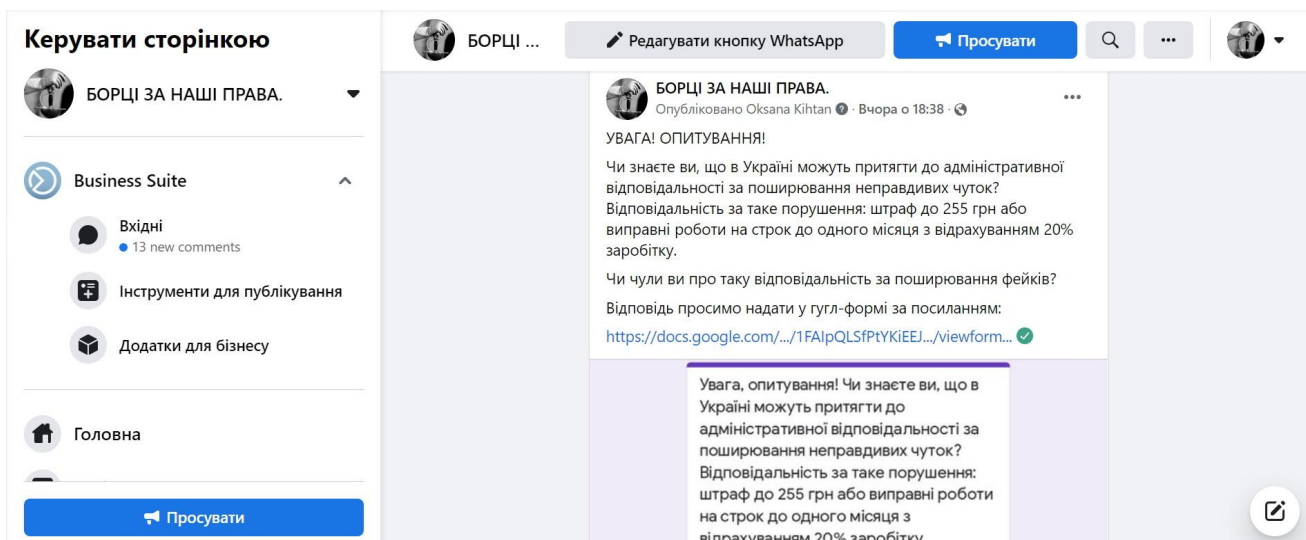 Керувати сторінкою
БОРЦІ ЗА НАШІ ПРАВА.
Business Suite
Вхідні
13 new comments
Інструменти для публікування
Додатки для бізнесу
Головна
Просувати
БОРЦІ ...
Редагувати кнопку WhatsApp
Просувати
БОРЦІ ЗА НАШІ ПРАВА.
Опубліковано Oksana Kihtan · Вчора о 18:38 ·
УВАГА! ОПИТУВАННЯ!
Чи знаєте ви, що в Україні можуть притягти до адміністративної
відповідальності за поширювання неправдивих чуток?
Відповідальність за таке порушення: штраф до 255 грн або
виправні роботи на строк до одного місяця з відрахуванням 20%
заробітку.
Чи чули ви про таку відповідальність за поширювання фейків?
Відповідь просимо надати у гугл-формі за посиланням:
https://docs.google.com/.../1FAIpQLSfPtYKiEEJ.../viewform...
Увага, опитування! Чи знаєте ви, що в
Україні можуть притягти до
адміністративної відповідальності за
поширювання неправдивих чуток?
Відповідальність за таке порушення:
штраф до 255 грн або виправні роботи
на строк до одного місяця з
відрахуванням 20% заробітку